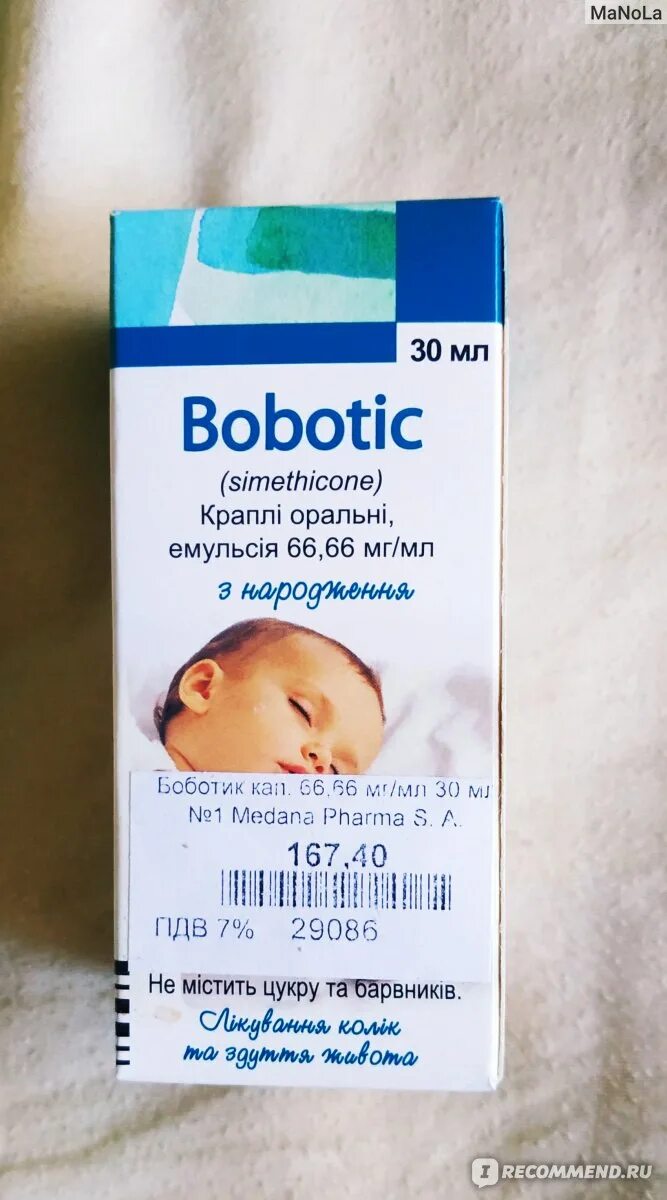 MaNoLa
30 мл
Bobotic
(simethicone)
Краплі оральні,
емульсія 66,66 мг/мл
з народження
Боботик кап. 66,66 мг/мл 30 мл
№1 Medana Pharma S. A.
167,40
ПДВ 7% 29086
Не містить цукру та барвників.
Лікування колік
та здуття живота
IRECOMMEND.RU